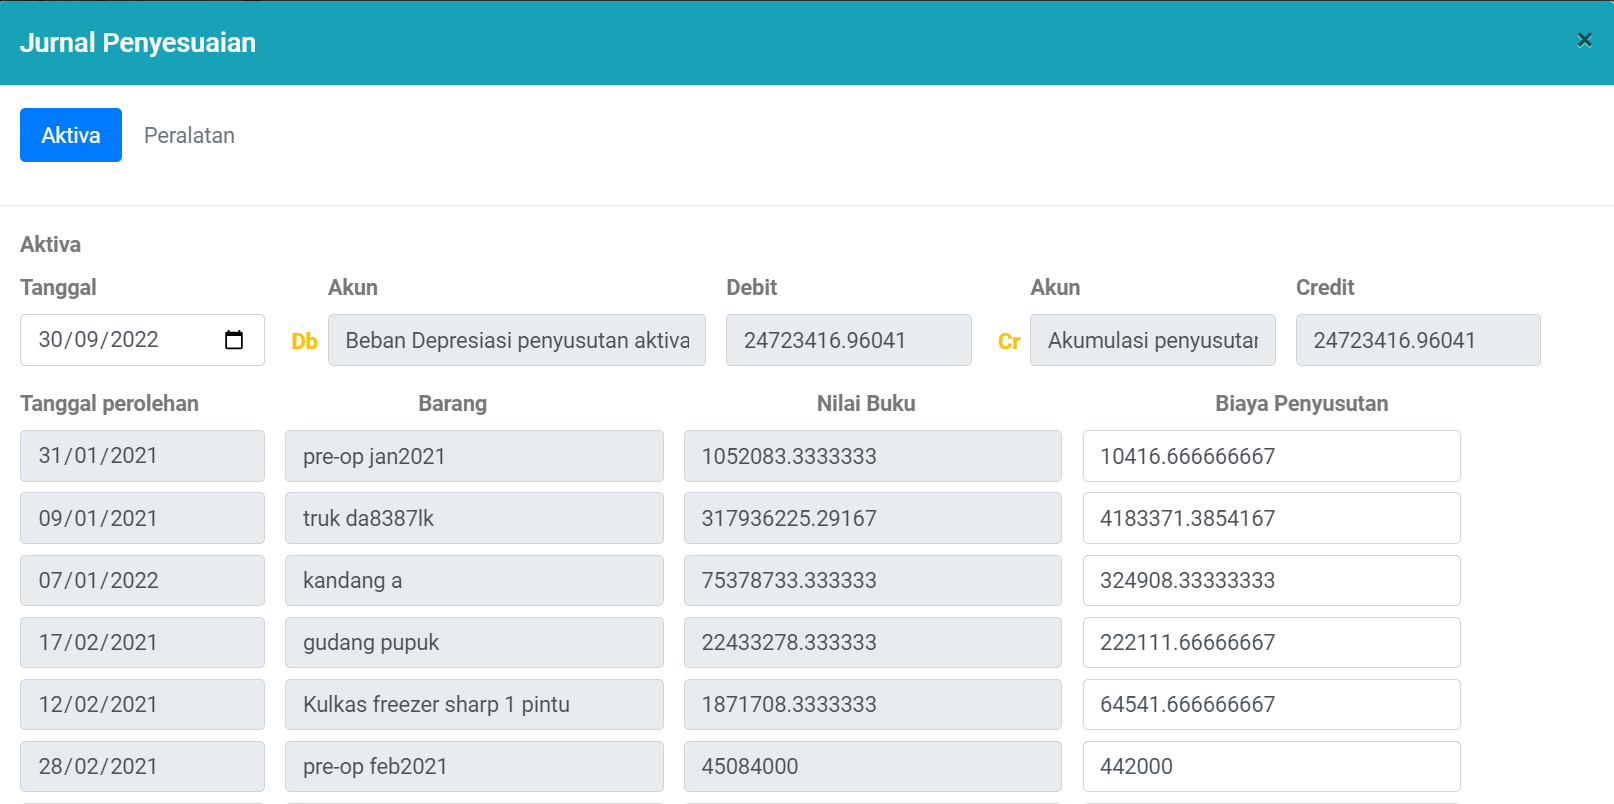 Jurnal Penyesuaian ×
Aktiva Peralatan
Aktiva
Tanggal Akun Debit Akun Credit
30/09/2022 Db Beban Depresiasi penyusutan aktiva 24723416.96041 Cr Akumulasi penyusutan 24723416.96041
Tanggal perolehan Barang Nilai Buku Biaya Penyusutan
31/01/2021 pre-op jan2021 1052083.3333333 10416.666666667
09/01/2021 truk da8387lk 317936225.29167 4183371.3854167
07/01/2022 kandang a 75378733.333333 324908.33333333
17/02/2021 gudang pupuk 22433278.333333 222111.66666667
12/02/2021 Kulkas freezer sharp 1 pintu 1871708.3333333 64541.666666667
28/02/2021 pre-op feb2021 45084000 442000